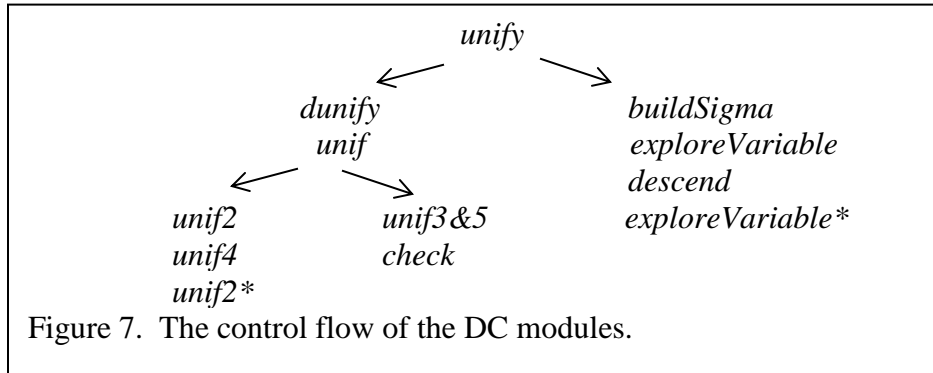 unify
dunify buildSigma
unif exploreVariable
descend
unif2 unif3&5 exploreVariable*
unif4 check
unif2*
Figure 7. The control flow of the DC modules.